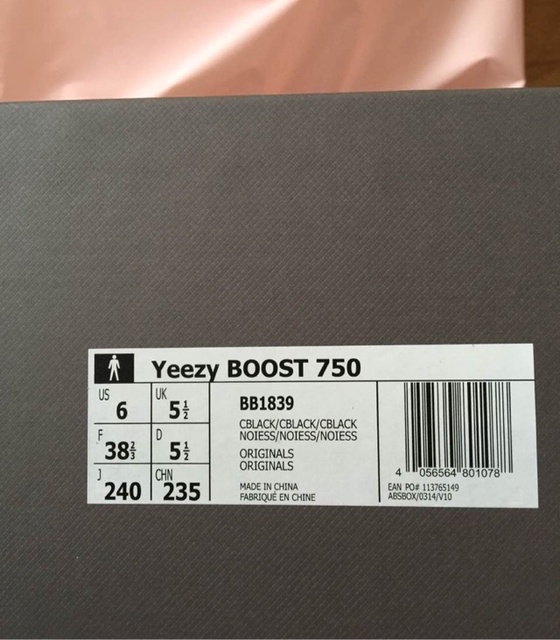 Yeezy BOOST 750
US
6
UK
5½
F
38⅔
D
5½
J
240
CHN
235
BB1839
CBLACK/CBLACK/CBLACK
NOIESS/NOIESS/NOIESS
ORIGINALS
ORIGINALS
MADE IN CHINA
FABRIQUÉ EN CHINE
4 056564 801078
EAN PO# 113765149
ABSBOX/0314/V10